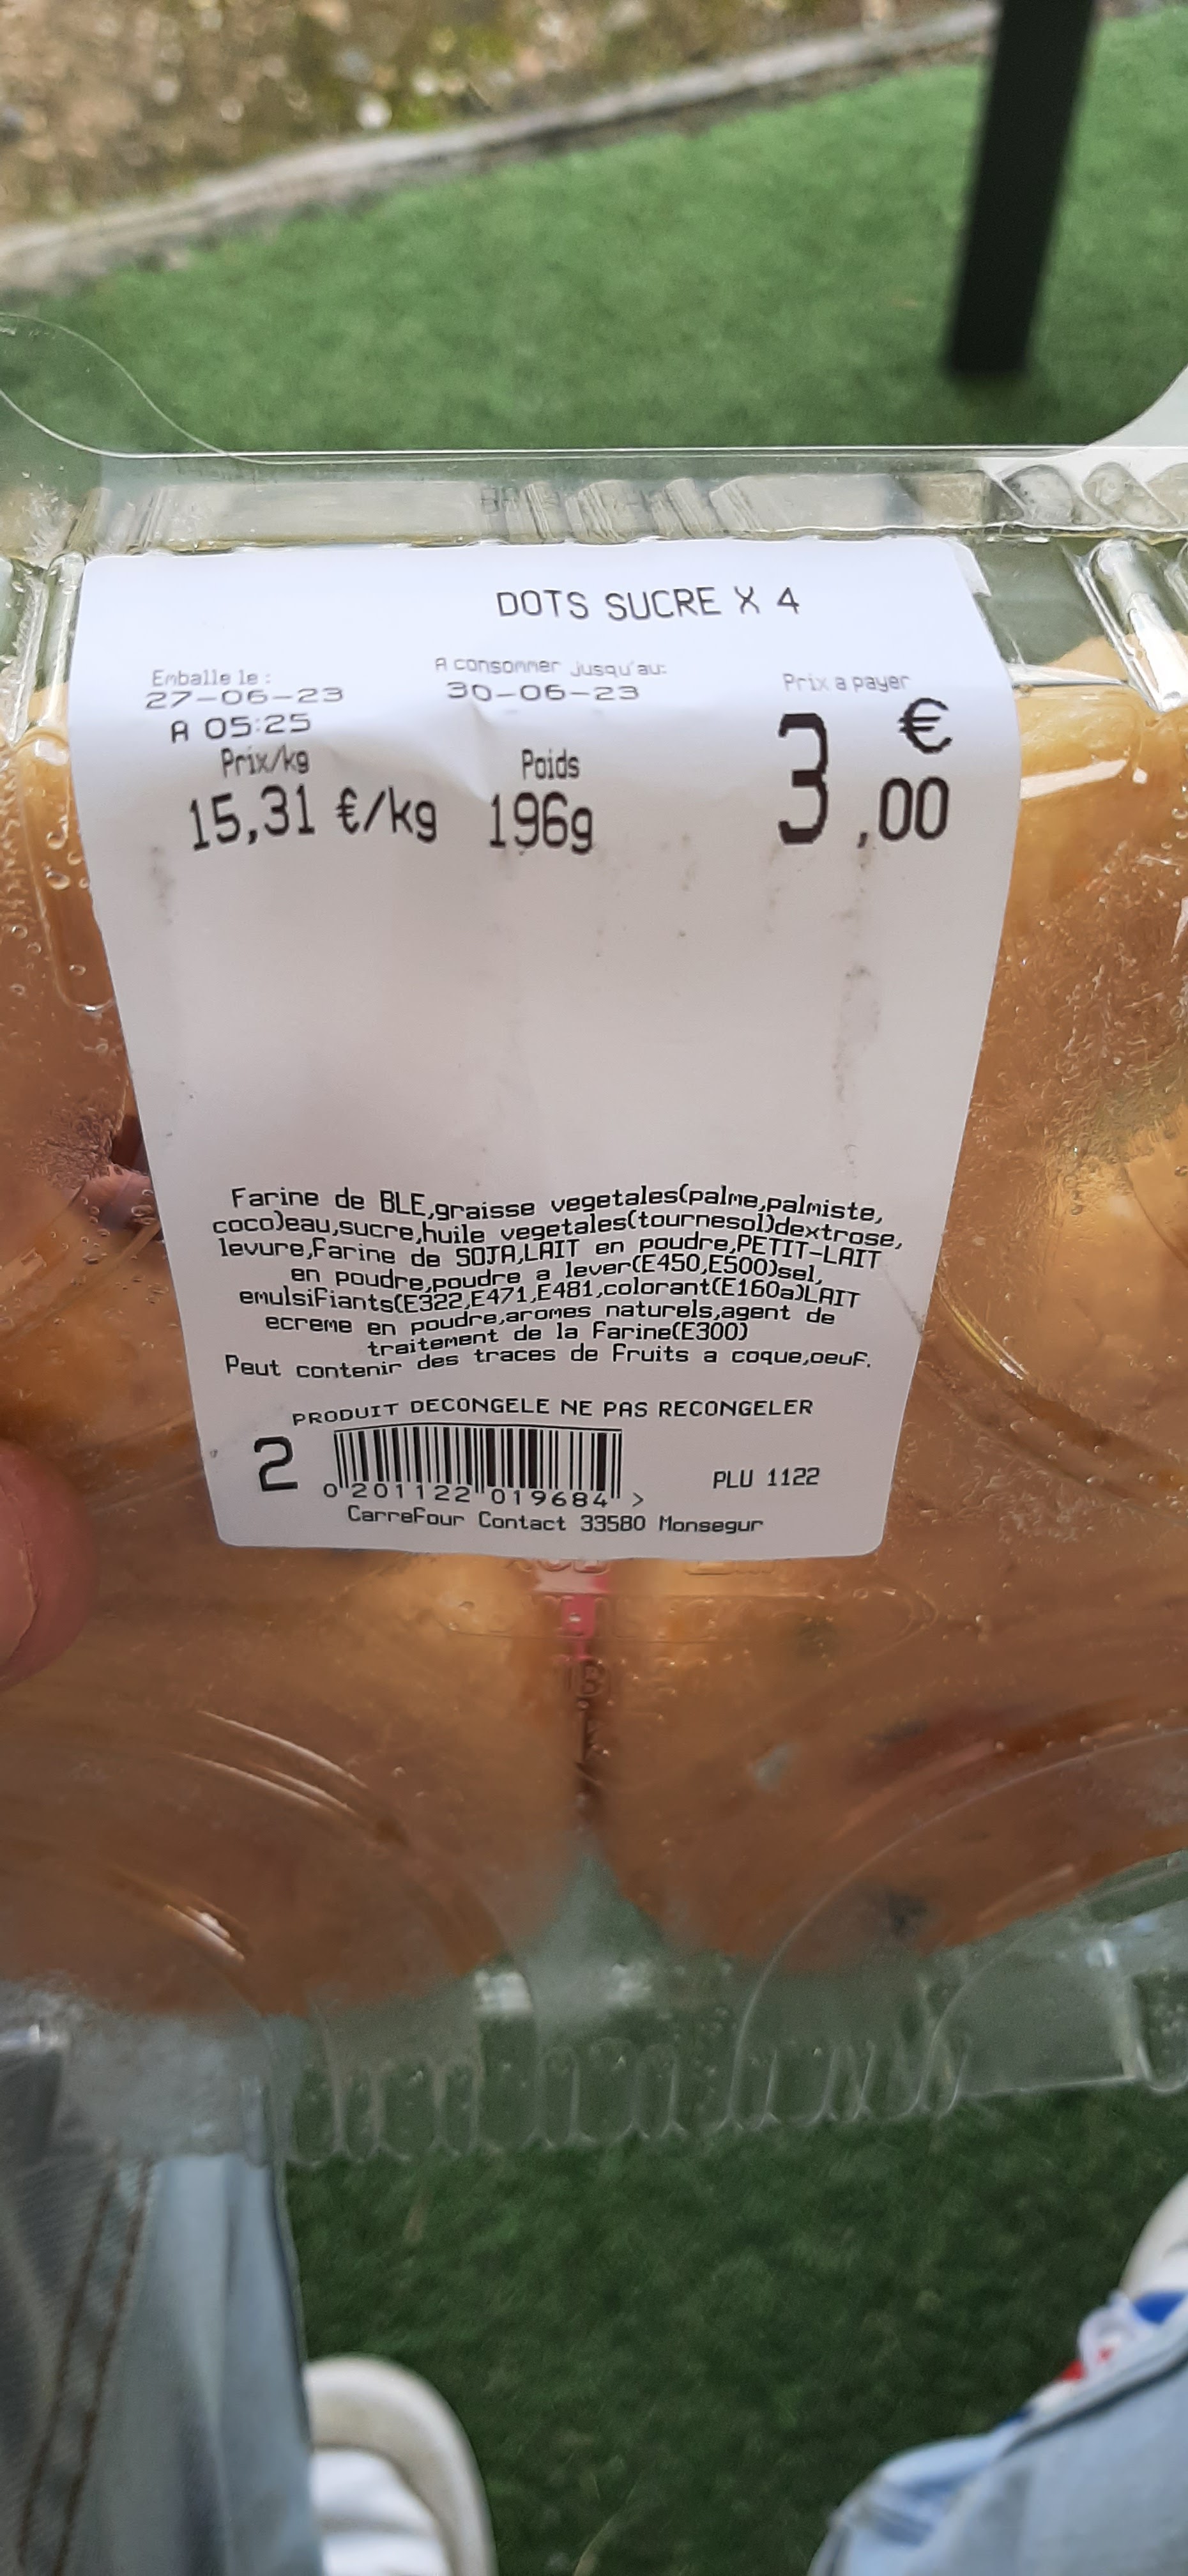 DOTS SUCRE X 4
Emballe le :
27-06-23
A 05:25
A consommer jusqu'au:
30-06-23
Prix a payer
3,00 €
Prix/kg
15,31 €/kg
Poids
196g
Farine de BLE,graisse vegetales(palme,palmiste,
coco)eau,sucre,huile vegetales(tournesol)dextrose,
levure,Farine de SOJA,LAIT en poudre,PETIT-LAIT
en poudre,poudre a lever(E450,E500)sel,
emulsifiants(E322,E471,E481,colorant(E160a)LAIT
ecreme en poudre,aromes naturels,agent de
traitement de la Farine(E300)
Peut contenir des traces de Fruits a coque,oeuf.
PRODUIT DECONGELE NE PAS RECONGELER
2
0 201122 019684 >
PLU 1122
Carrefour Contact 33580 Monsegur